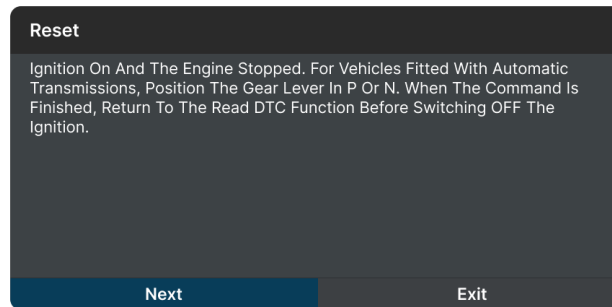 Reset
Ignition On And The Engine Stopped. For Vehicles Fitted With Automatic
Transmissions, Position The Gear Lever In P Or N. When The Command Is
Finished, Return To The Read DTC Function Before Switching OFF The
Ignition.
Next
Exit